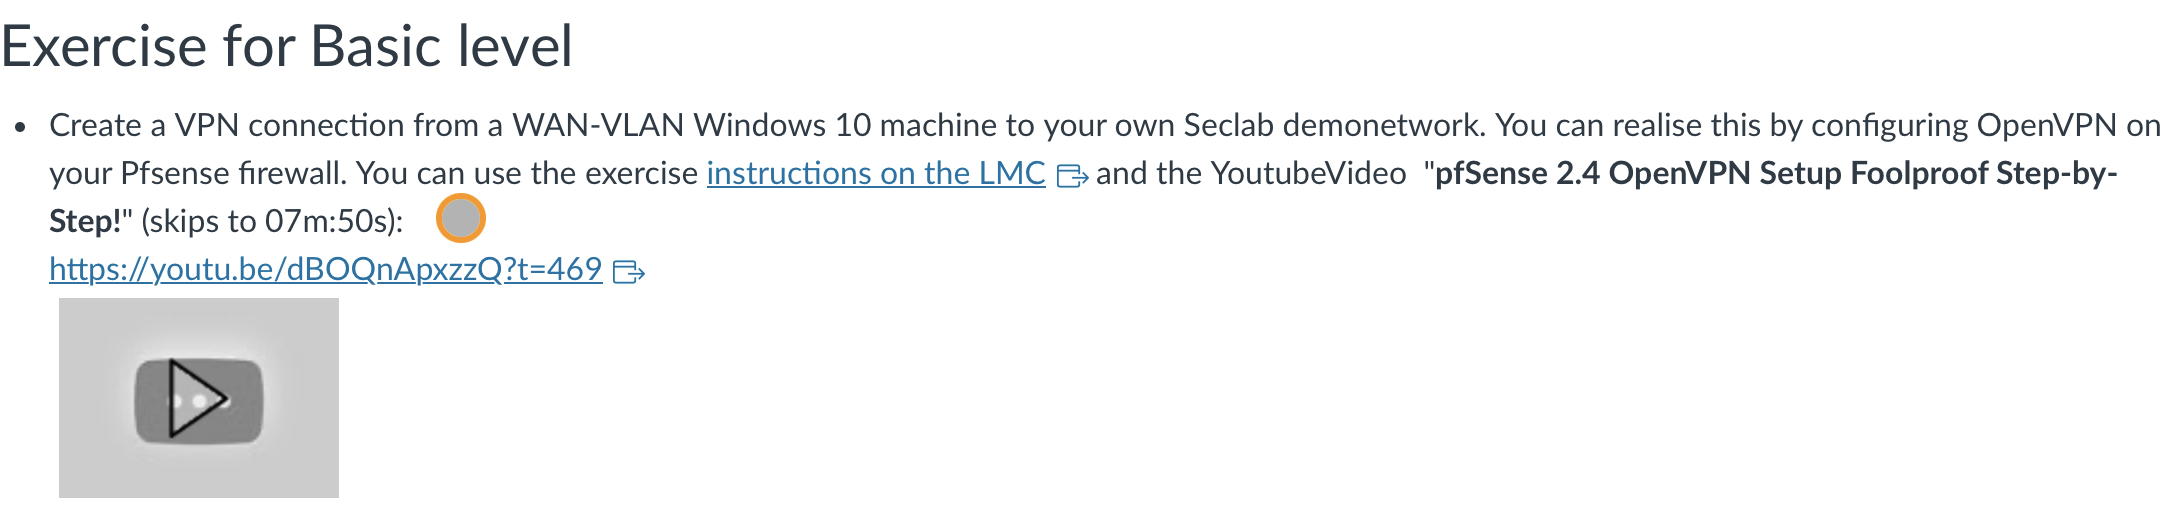 Exercise for Basic level
• Create a VPN connection from a WAN-VLAN Windows 10 machine to your own Seclab demonetwork. You can realise this by configuring OpenVPN on
your Pfsense firewall. You can use the exercise instructions on the LMC and the YoutubeVideo "pfSense 2.4 OpenVPN Setup Foolproof Step-by-
Step!" (skips to 07m:50s):
https://youtu.be/dBOQnApxzzQ?t=469